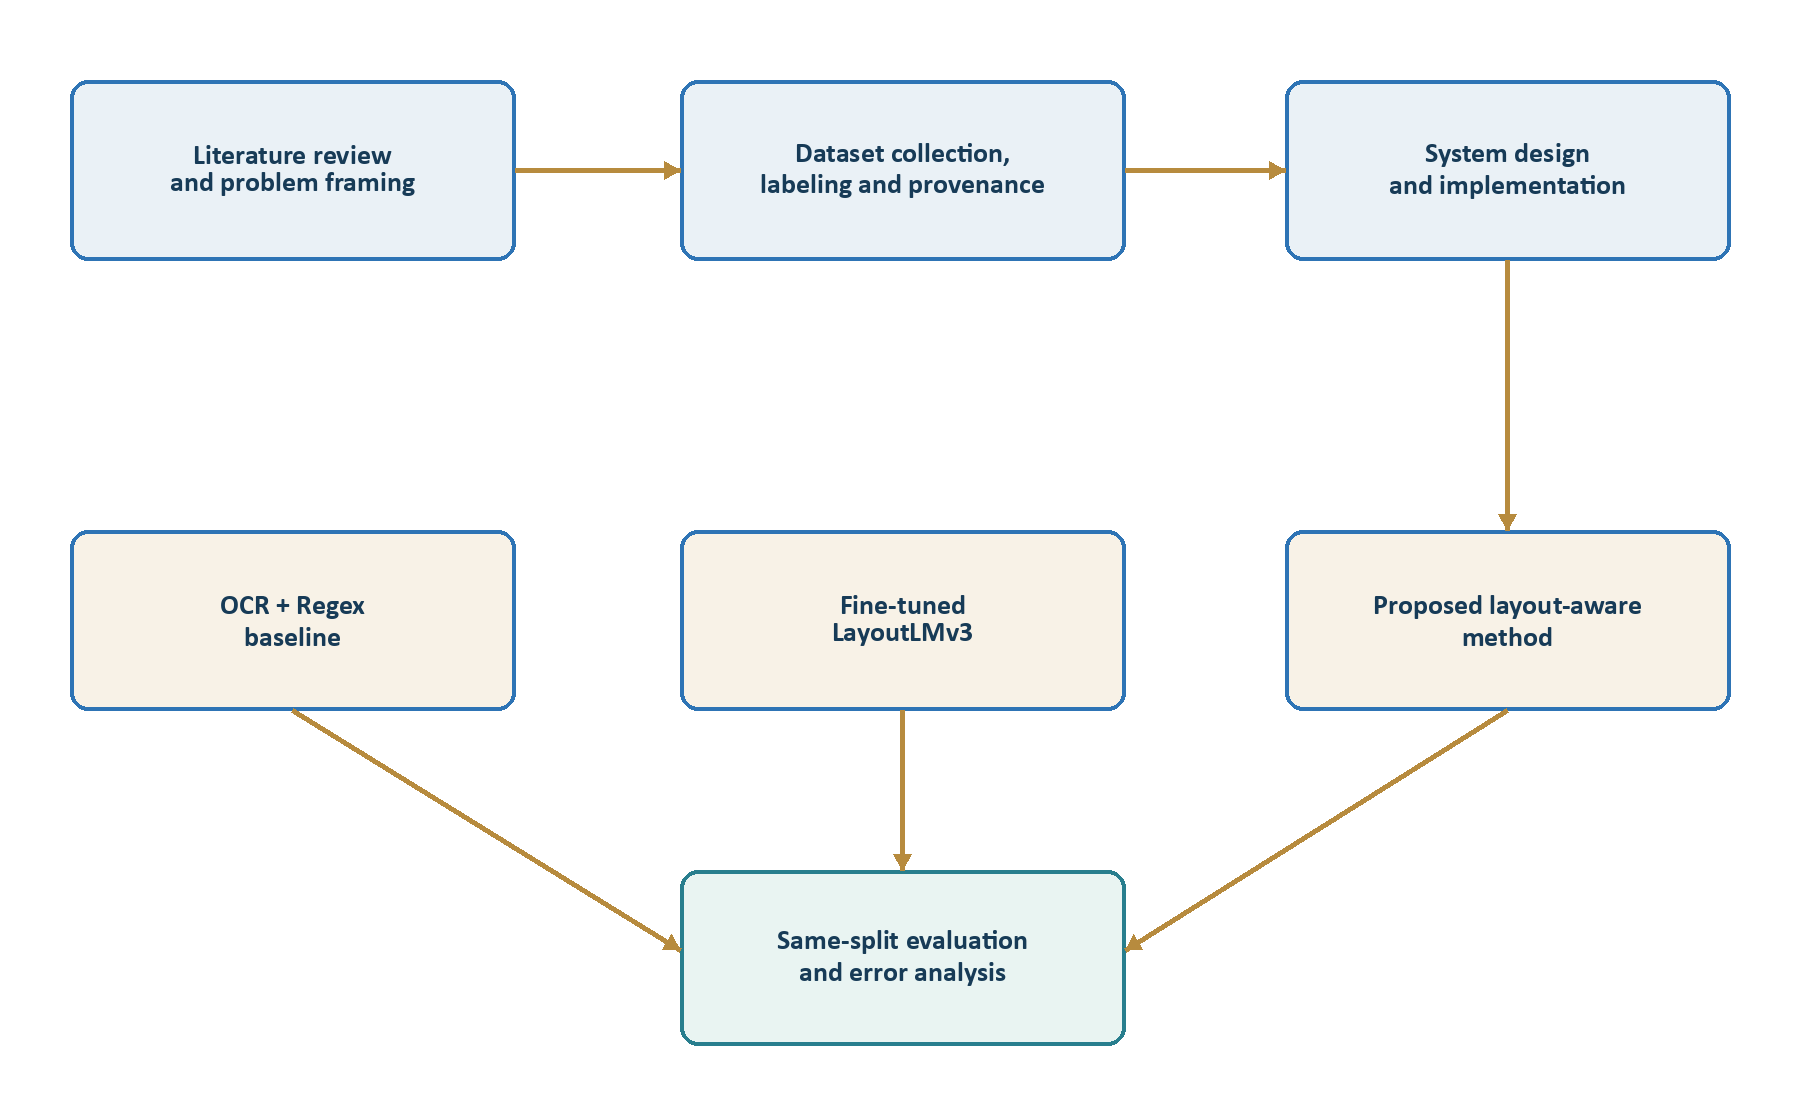 Literature review
and problem framing
Dataset collection,
labeling and provenance
System design
and implementation
OCR + Regex
baseline
Fine-tuned
LayoutLMv3
Proposed layout-aware
method
Same-split evaluation
and error analysis